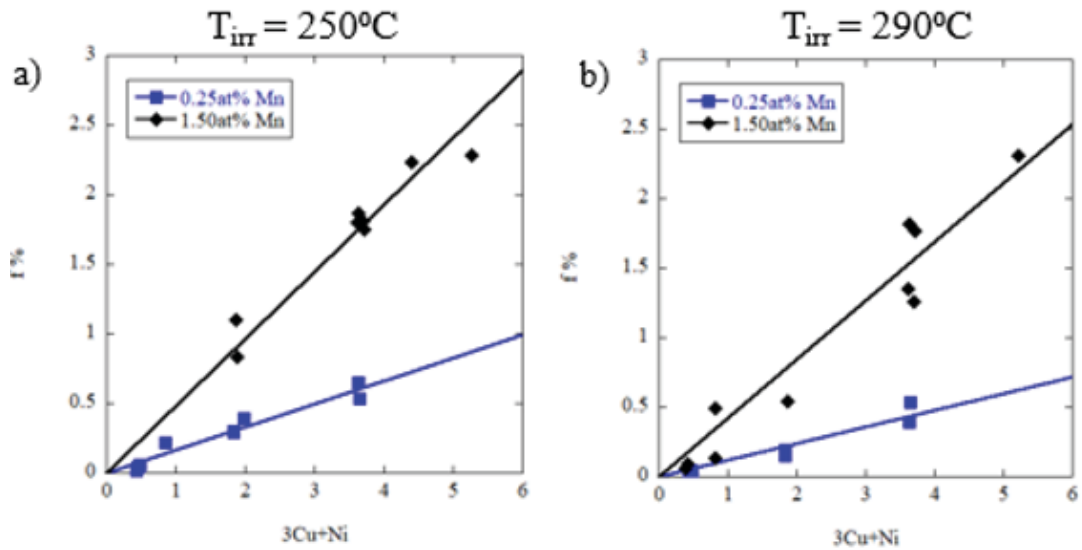 T_irr = 250⁰C
a)
0.25at% Mn
1.50at% Mn
3
2.5
2
1.5
1
0.5
0
f %
0 1 2 3 4 5 6
3Cu+Ni
T_irr = 290⁰C
b)
0.25at% Mn
1.50at% Mn
3
2.5
2
1.5
1
0.5
0
f %
0 1 2 3 4 5 6
3Cu+Ni